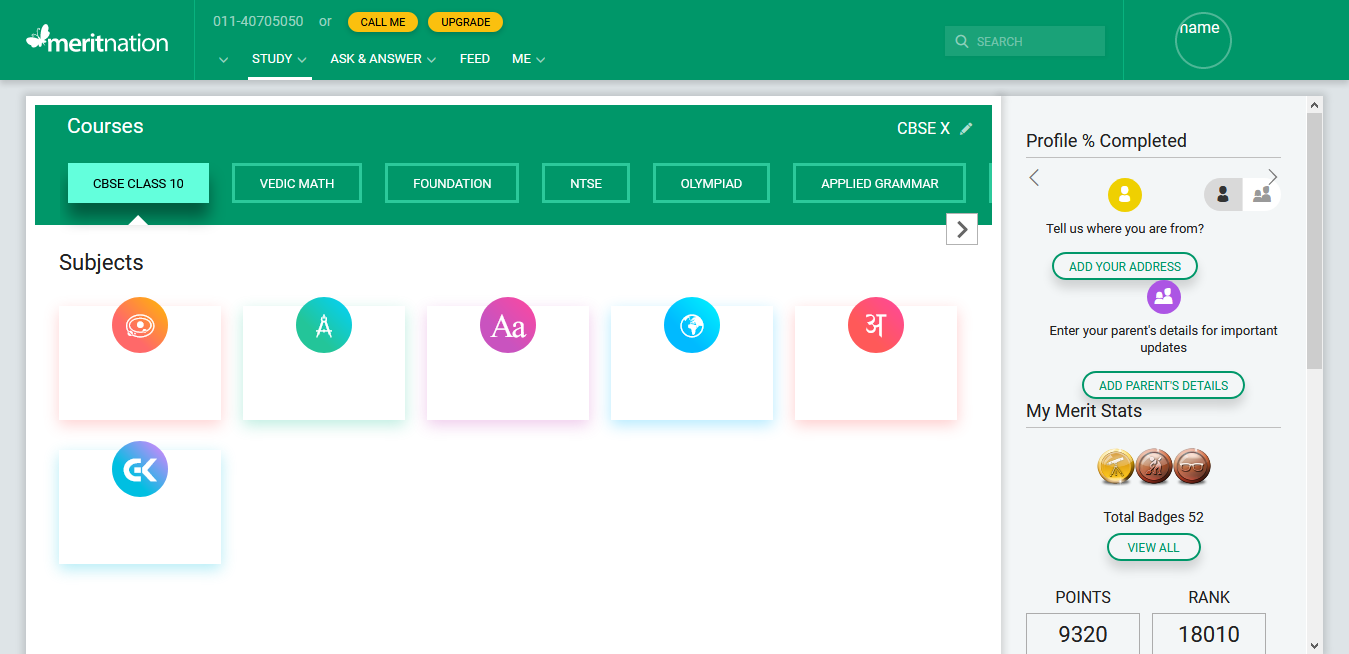 meritnation
011-40705050 or CALL ME UPGRADE
STUDY ASK & ANSWER FEED ME
SEARCH
name
Courses
CBSE X
CBSE CLASS 10 VEDIC MATH FOUNDATION NTSE OLYMPIAD APPLIED GRAMMAR
Subjects
Aa
अ
GK
Profile % Completed
Tell us where you are from?
ADD YOUR ADDRESS
Enter your parent's details for important
updates
ADD PARENT'S DETAILS
My Merit Stats
Total Badges 52
VIEW ALL
POINTS RANK
9320 18010